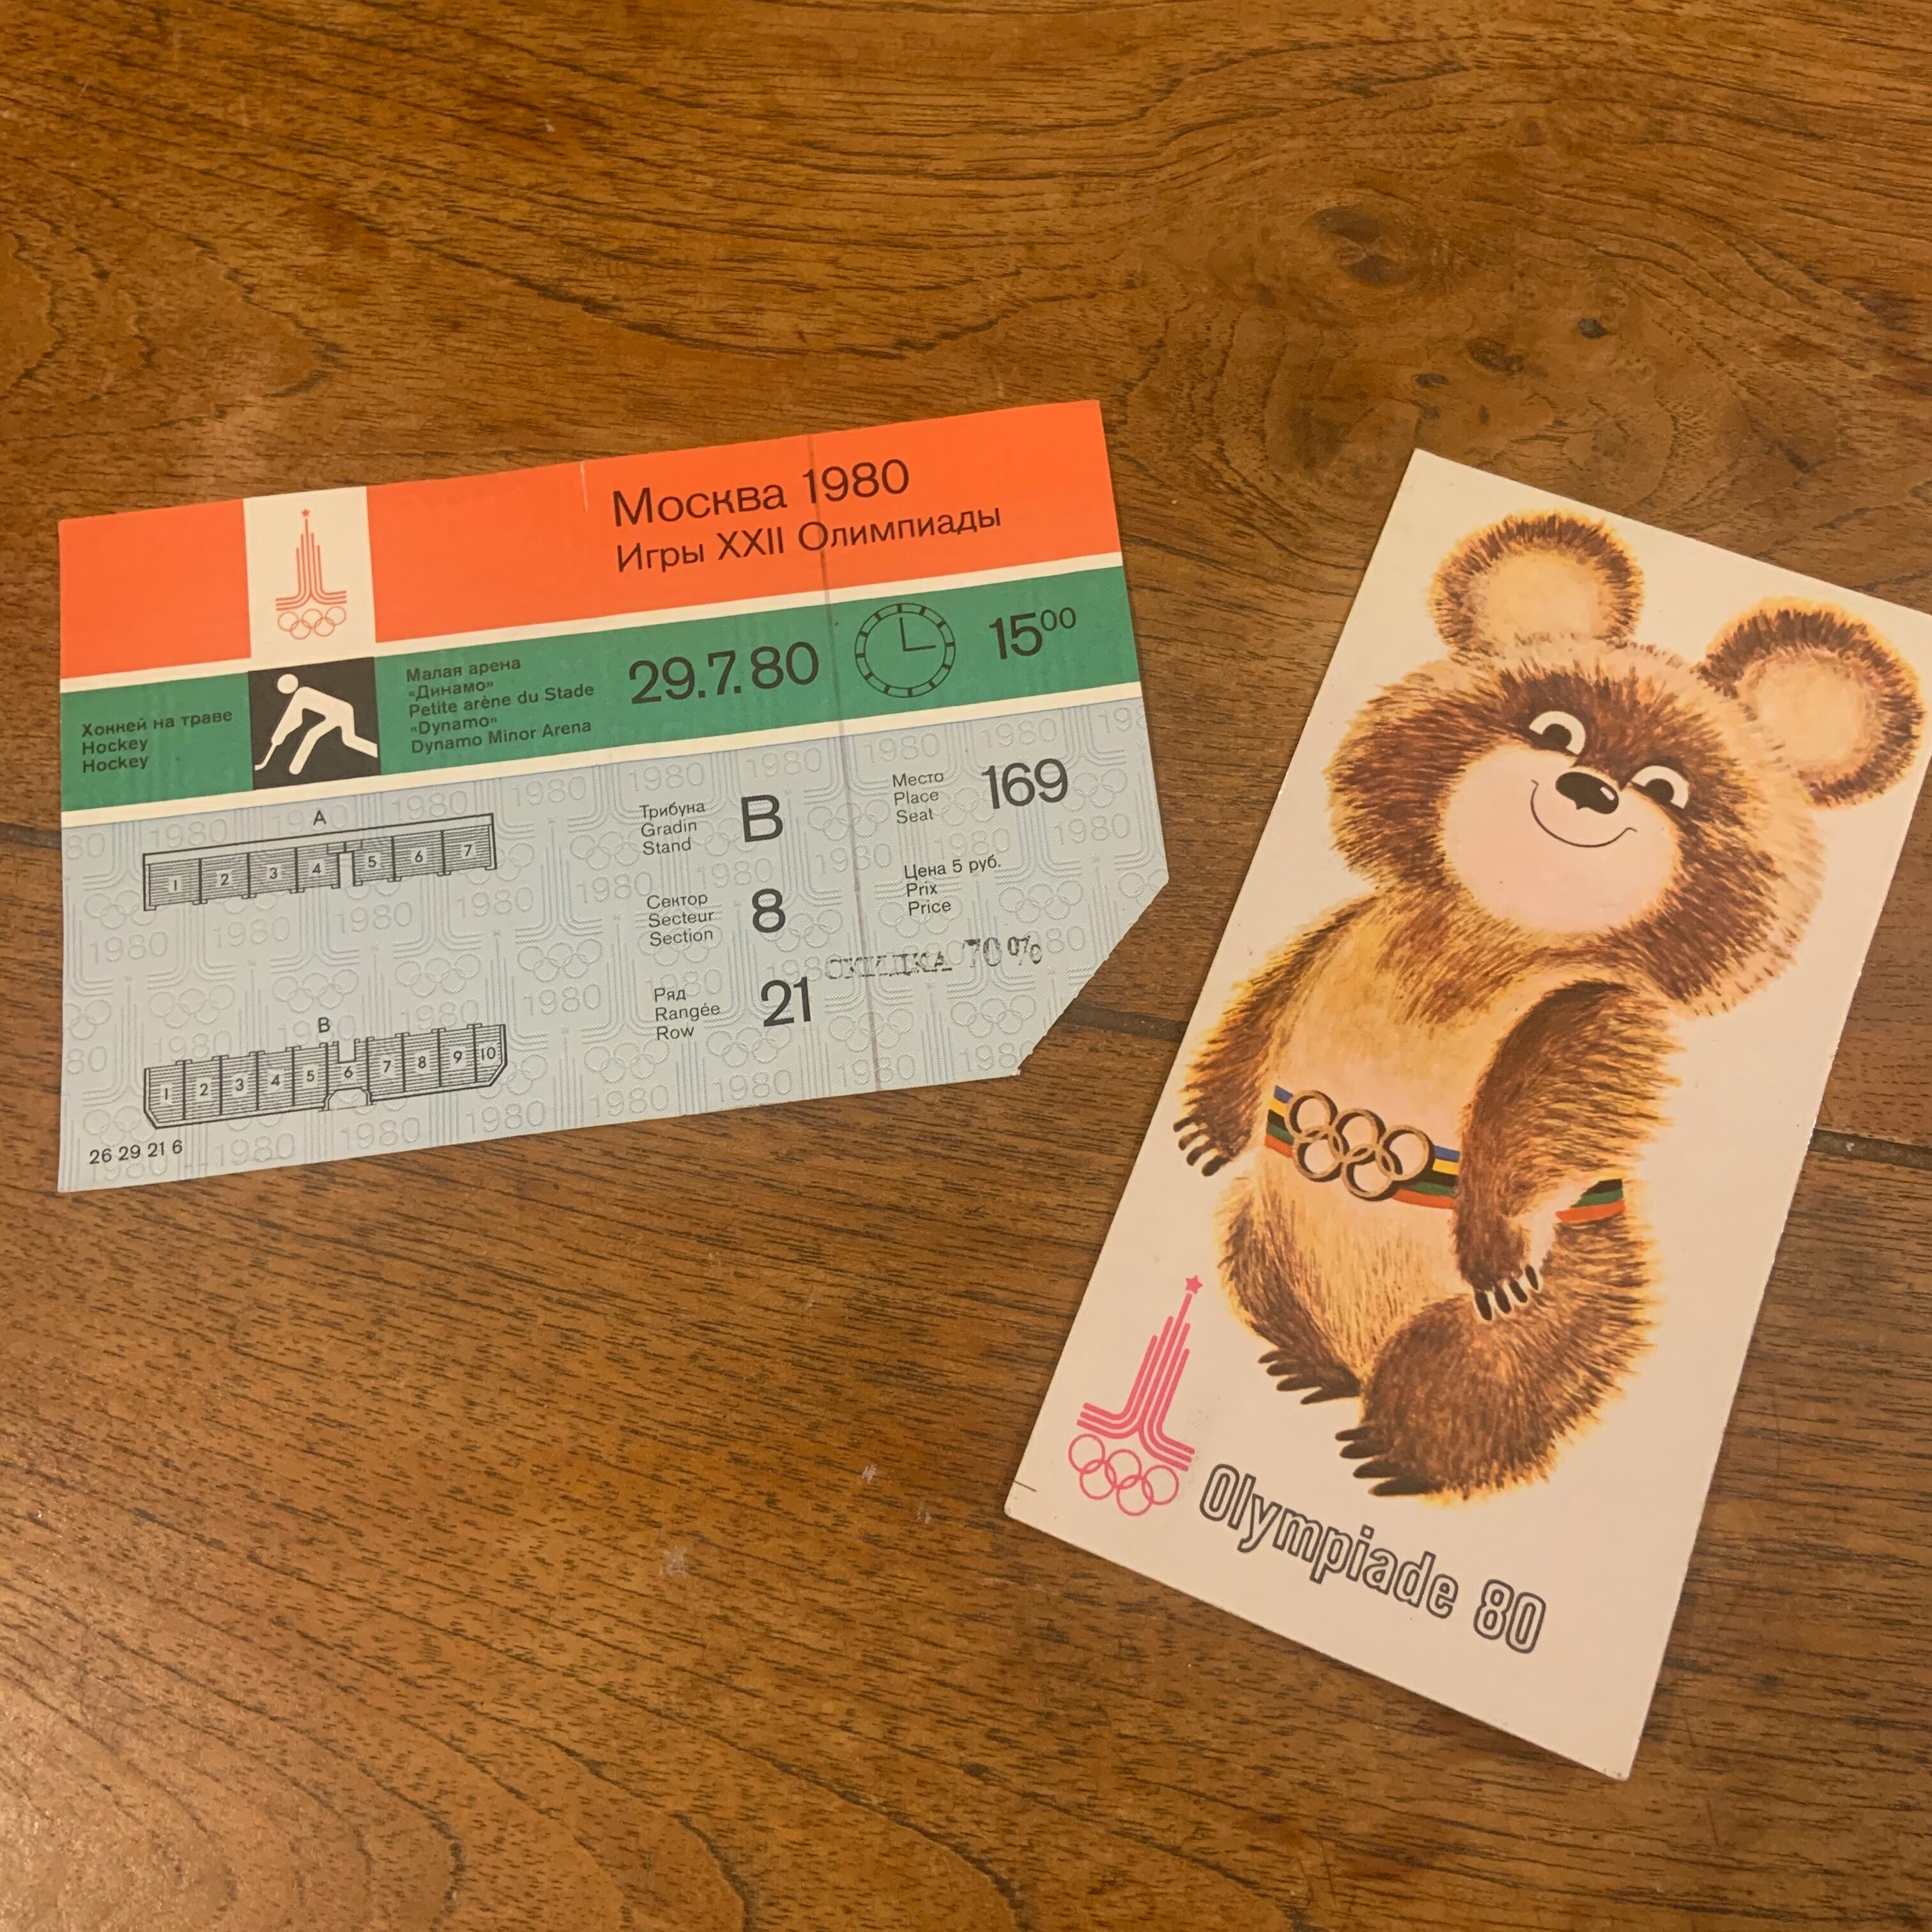 Москва 1980
Игры XXII Олимпиады
Хоккей на траве
Hockey
Hockey
Малая арена
«Динамо»
Petite arène du Stade
«Dynamo»
Dynamo Minor Arena
29.7.80
15⁰⁰
A
1 2 3 4 5 6 7
B
1 2 3 4 5 6 7 8 9 10
26 29 21 6
Трибуна
Gradin
Stand
B
Сектор
Secteur
Section
8
Ряд
Rangée
Row
21
Место
Place
Seat
169
Цена 5 руб.
Prix
Price
СКИДКА 70%
Olympiade 80